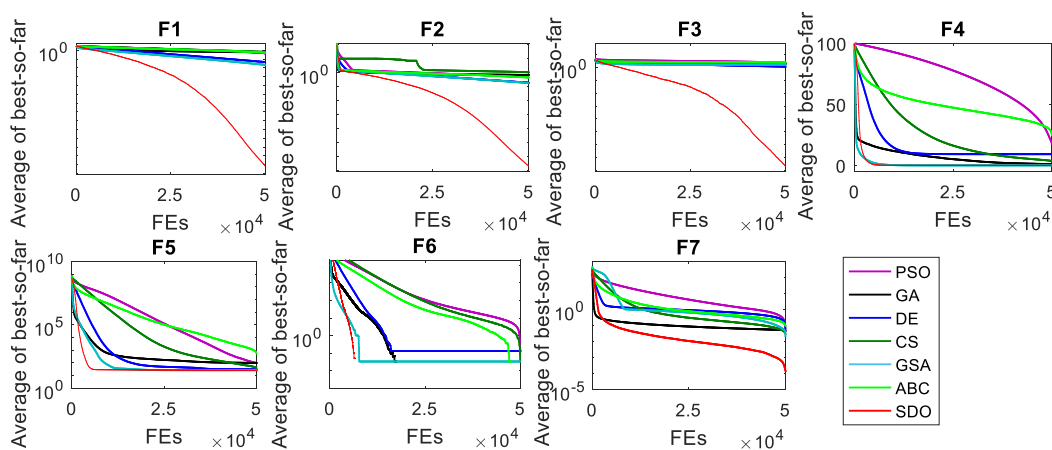 F1
Average of best-so-far
10^0
0
2.5
5
FEs
×10^4
F2
Average of best-so-far
10^0
0
2.5
5
FEs
×10^4
F3
Average of best-so-far
10^0
0
2.5
5
FEs
×10^4
F4
Average of best-so-far
100
50
0
0
2.5
5
FEs
×10^4
F5
Average of best-so-far
10^10
10^5
10^0
0
2.5
5
FEs
×10^4
F6
Average of best-so-far
10^0
0
2.5
5
FEs
×10^4
F7
Average of best-so-far
10^0
10^-5
0
2.5
5
FEs
×10^4
PSO
GA
DE
CS
GSA
ABC
SDO